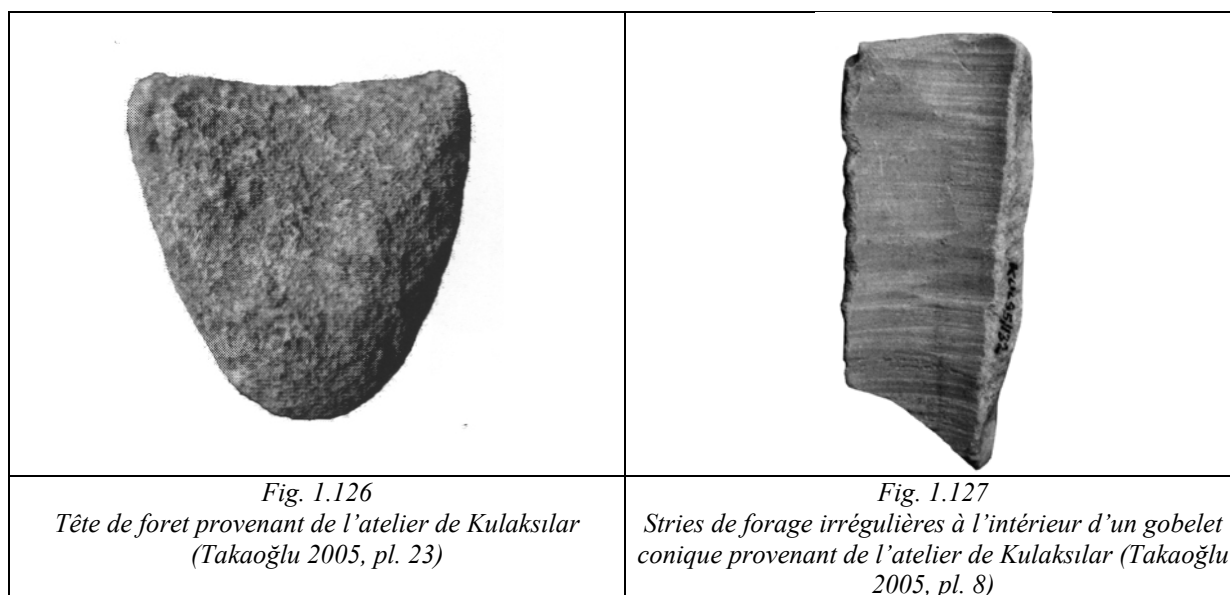 Fig. 1.126
Tête de foret provenant de l’atelier de Kulaksılar
(Takaoğlu 2005, pl. 23)
Fig. 1.127
Stries de forage irrégulières à l’intérieur d’un gobelet
conique provenant de l’atelier de Kulaksılar (Takaoğlu
2005, pl. 8)